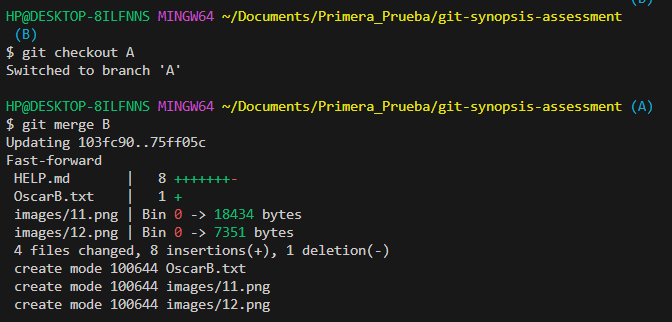 HP@DESKTOP-8ILFNNS MINGW64 ~/Documents/Primera_Prueba/git-synopsis-assessment
(B)
$ git checkout A
Switched to branch 'A'
HP@DESKTOP-8ILFNNS MINGW64 ~/Documents/Primera_Prueba/git-synopsis-assessment (A)
$ git merge B
Updating 103fc90..75ff05c
Fast-forward
HELP.md | 8 +++++++-
OscarB.txt | 1 +
images/11.png | Bin 0 -> 18434 bytes
images/12.png | Bin 0 -> 7351 bytes
4 files changed, 8 insertions(+), 1 deletion(-)
create mode 100644 OscarB.txt
create mode 100644 images/11.png
create mode 100644 images/12.png